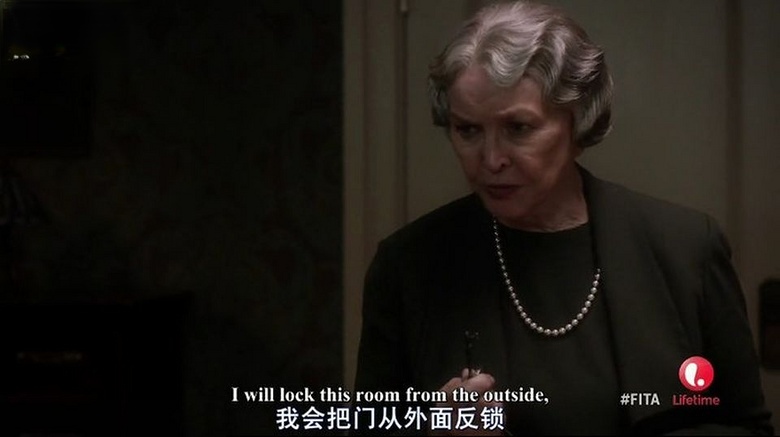 I will lock this room from the outside,
我会把门从外面反锁
#FITA
Lifetime